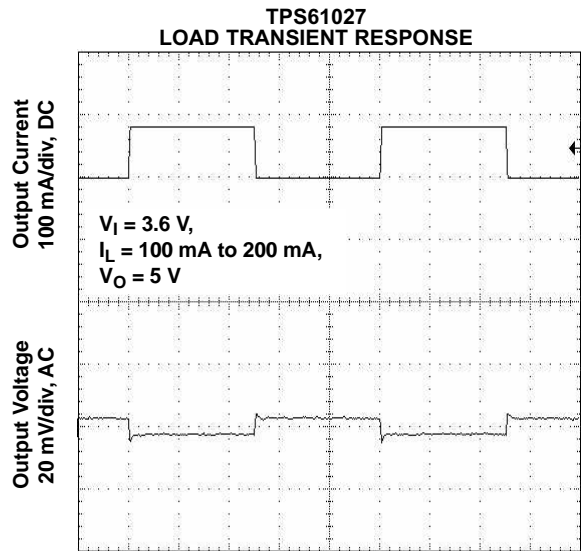 TPS61027
LOAD TRANSIENT RESPONSE
Output Current
100 mA/div, DC
V_I = 3.6 V,
I_L = 100 mA to 200 mA,
V_O = 5 V
Output Voltage
20 mV/div, AC